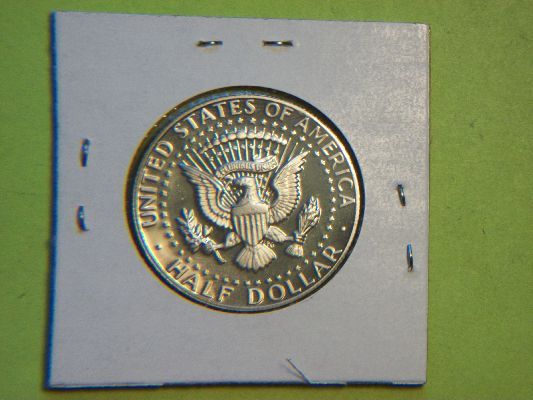 UNITED STATES OF AMERICA
HALF DOLLAR